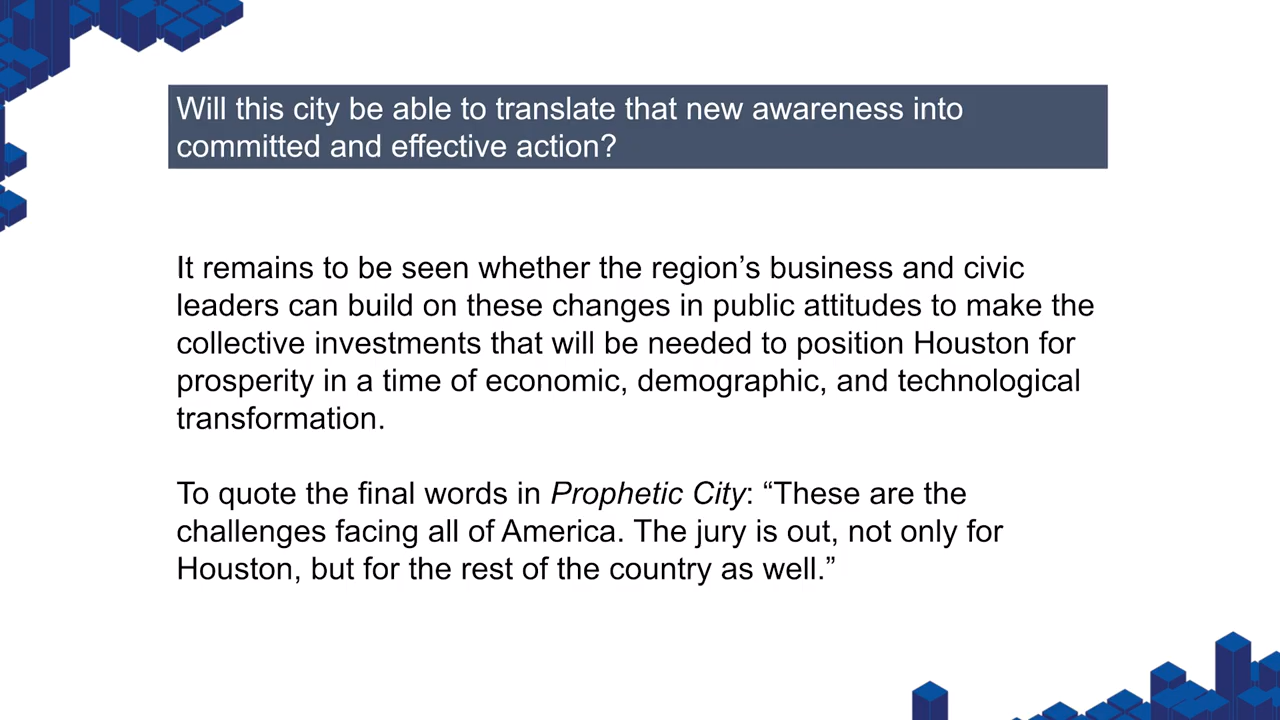 Will this city be able to translate that new awareness into
committed and effective action?
It remains to be seen whether the region’s business and civic
leaders can build on these changes in public attitudes to make the
collective investments that will be needed to position Houston for
prosperity in a time of economic, demographic, and technological
transformation.
To quote the final words in Prophetic City: “These are the
challenges facing all of America. The jury is out, not only for
Houston, but for the rest of the country as well.”